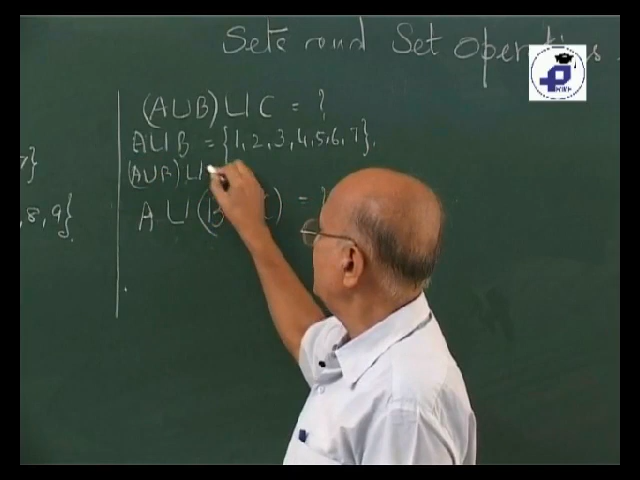 Sets and Set Operations.
(A∪B)∪C = ?
A∪B = {1,2,3,4,5,6,7}.
7}
(A∪B)∪
, 8, 9}
A ∪ (B C) = ?